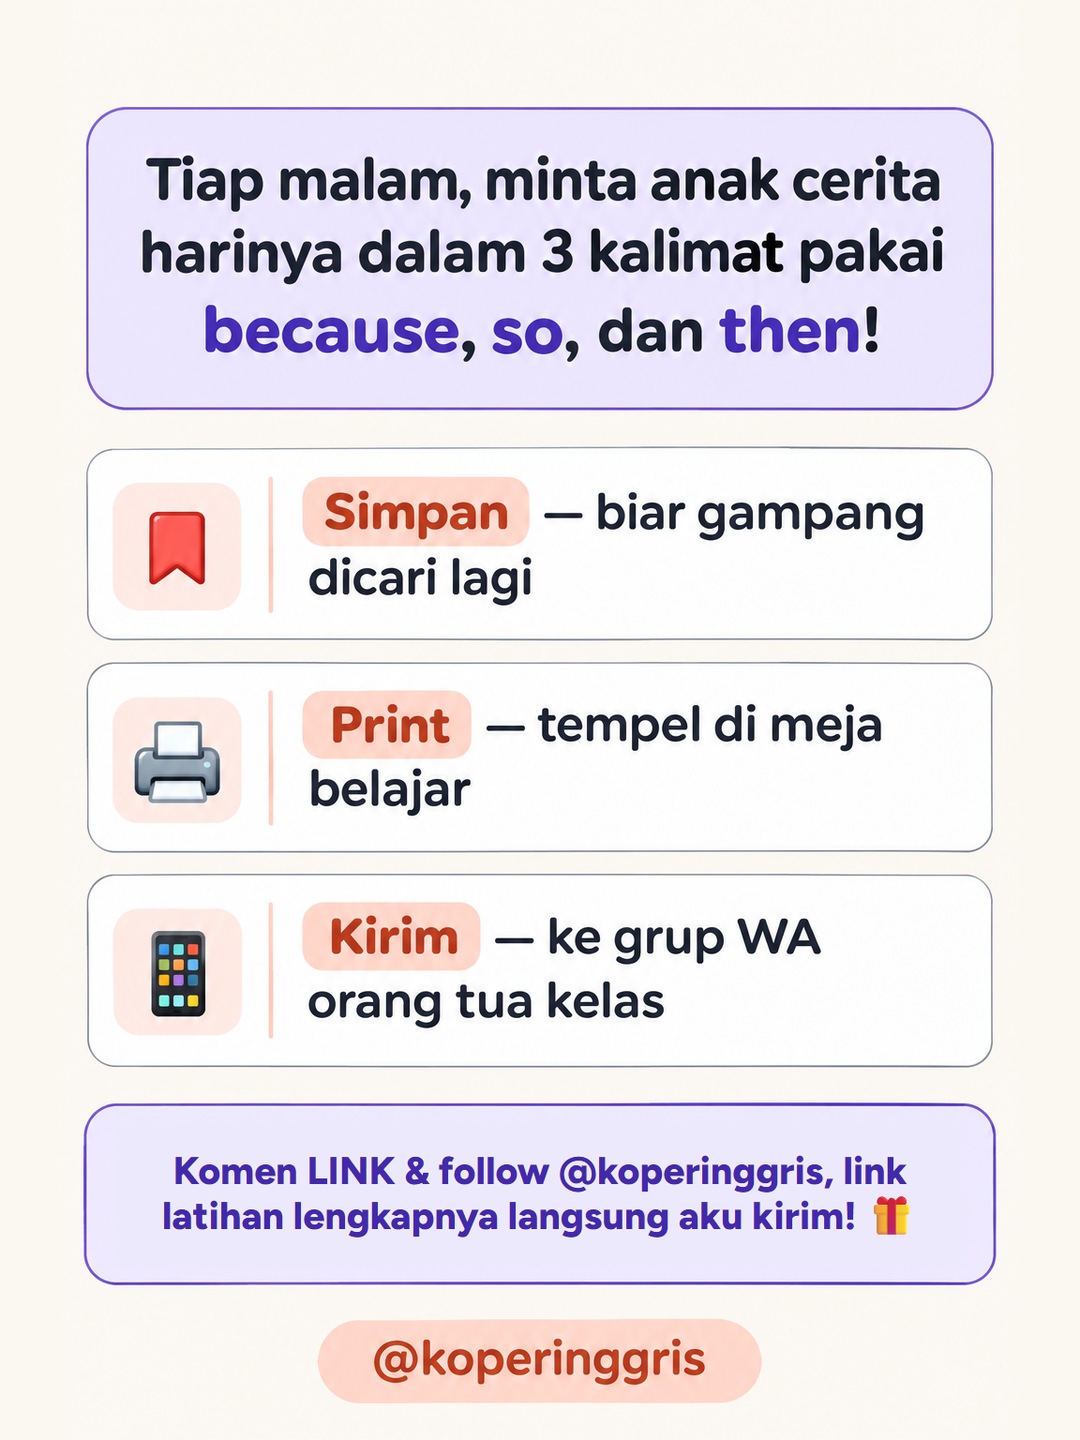 Tiap malam, minta anak cerita
harinya dalam 3 kalimat pakai
because, so, dan then!
Simpan — biar gampang
dicari lagi
Print — tempel di meja
belajar
Kirim — ke grup WA
orang tua kelas
Komen LINK & follow @koperinggris, link
latihan lengkapnya langsung aku kirim! 🎁
@koperinggris